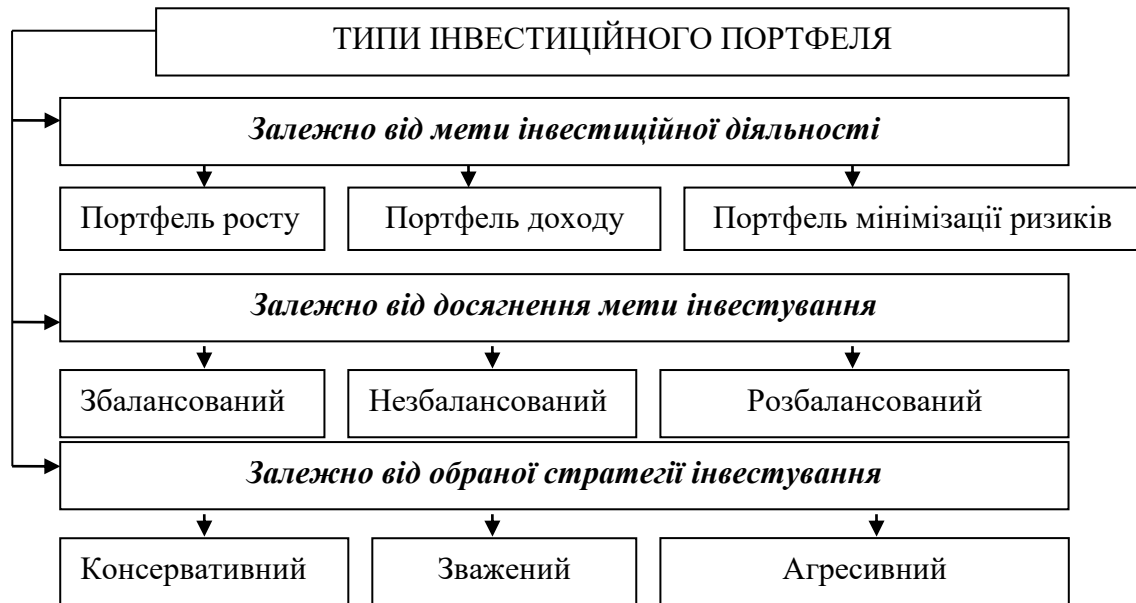 ТИПИ ІНВЕСТИЦІЙНОГО ПОРТФЕЛЯ
Залежно від мети інвестиційної діяльності
Портфель росту
Портфель доходу
Портфель мінімізації ризиків
Залежно від досягнення мети інвестування
Збалансований
Незбалансований
Розбалансований
Залежно від обраної стратегії інвестування
Консервативний
Зважений
Агресивний